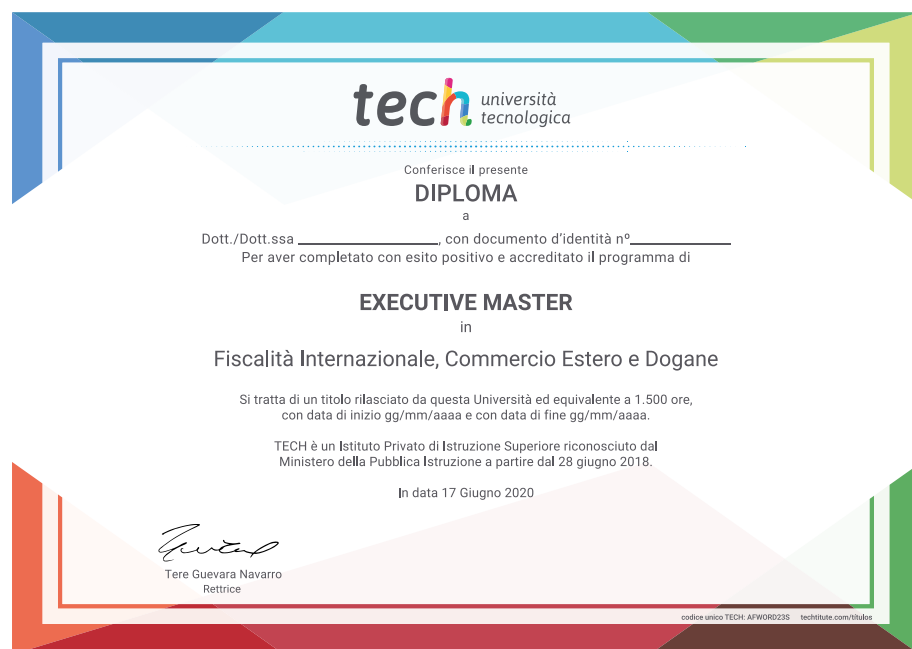 tech università
tecnologica
Conferisce il presente
DIPLOMA
a
Dott./Dott.ssa ____________________, con documento d'identità nº______________
Per aver completato con esito positivo e accreditato il programma di
EXECUTIVE MASTER
in
Fiscalità Internazionale, Commercio Estero e Dogane
Si tratta di un titolo rilasciato da questa Università ed equivalente a 1.500 ore,
con data di inizio gg/mm/aaaa e con data di fine gg/mm/aaaa.
TECH è un Istituto Privato di Istruzione Superiore riconosciuto dal
Ministero della Pubblica Istruzione a partire dal 28 giugno 2018.
In data 17 Giugno 2020
Tere Guevara Navarro
Rettrice
codice unico TECH: AFWORD23S techtitute.com/títulos